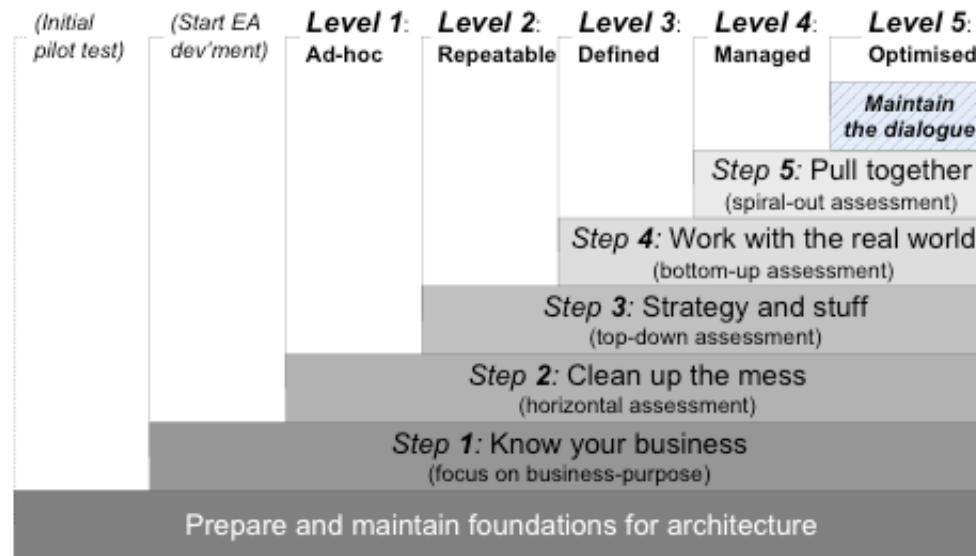 (Initial
pilot test)
(Start EA
dev'ment)
Level 1:
Ad-hoc
Level 2:
Repeatable
Level 3:
Defined
Level 4:
Managed
Level 5:
Optimised
Maintain
the dialogue
Step 5: Pull together
(spiral-out assessment)
Step 4: Work with the real world
(bottom-up assessment)
Step 3: Strategy and stuff
(top-down assessment)
Step 2: Clean up the mess
(horizontal assessment)
Step 1: Know your business
(focus on business-purpose)
Prepare and maintain foundations for architecture